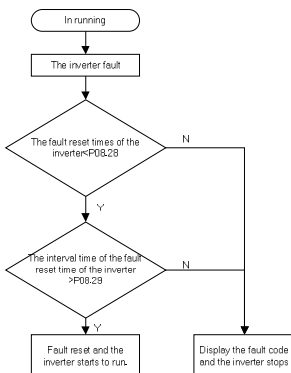 In running
The inverter fault
The fault reset times of the
inverter<P08.28
N
Y
The interval time of the fault
reset time of the inverter
>P08.29
N
Y
Fault reset and the
inverter starts to run.
Display the fault code
and the inverter stops